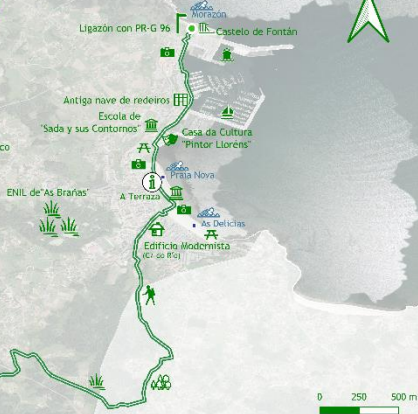 Morazón
Ligazón con PR-G 96
Castelo de Fontán
Antiga nave de redeiros
Escola de
"Sada y sus Contornos"
Casa da Cultura
"Pintor Lloréns"
co
Praia Nova
i
ENIL de"As Brañas"
A Terraza
As Delicias
Edificio Modernista
0 250 500 m